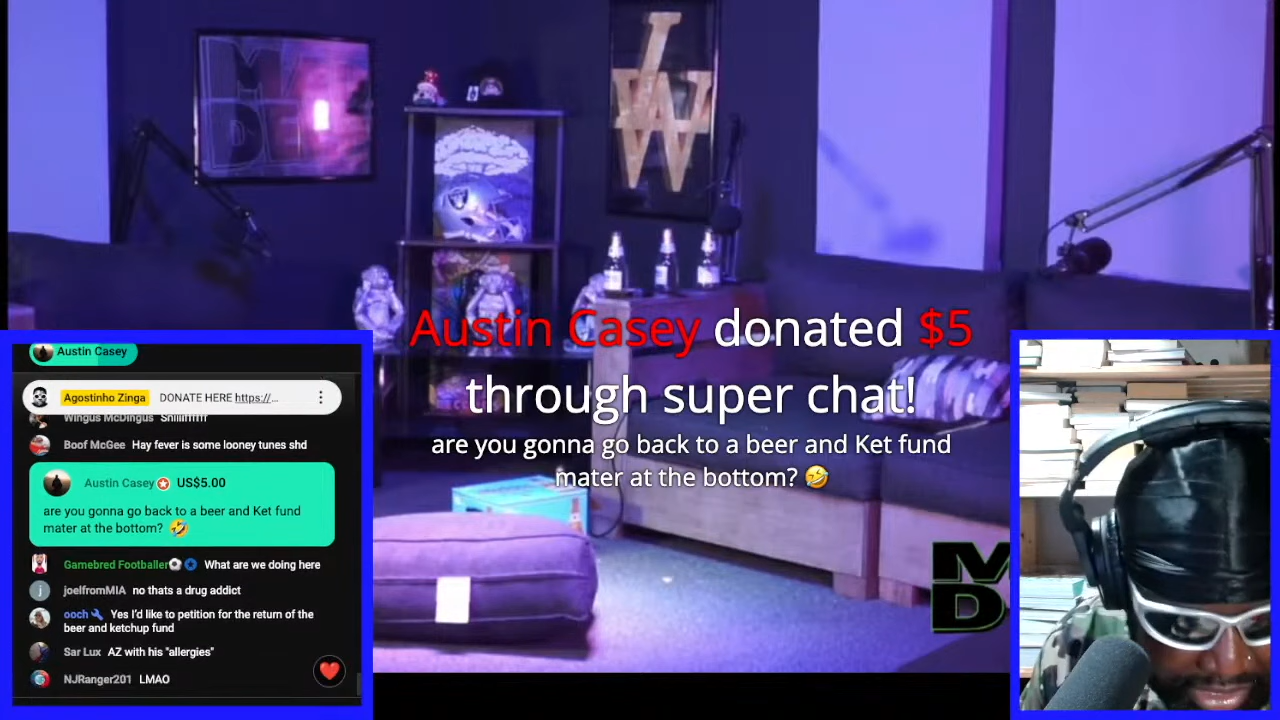 MADE
LW
Austin Casey donated $5
through super chat!
are you gonna go back to a beer and Ket fund
mater at the bottom? 🤣
Austin Casey
Agostinho Zinga DONATE HERE https://...
Wingus McDingus
Boof McGee Hay fever is some looney tunes shd
Austin Casey US$5.00
are you gonna go back to a beer and Ket fund
mater at the bottom? 🤣
Gamebred Footballer⚽ What are we doing here
J joelfromMIA no thats a drug addict
ooch🔧 Yes I'd like to petition for the return of the
beer and ketchup fund
Sar Lux AZ with his "allergies"
NJRanger201 LMAO
M
D